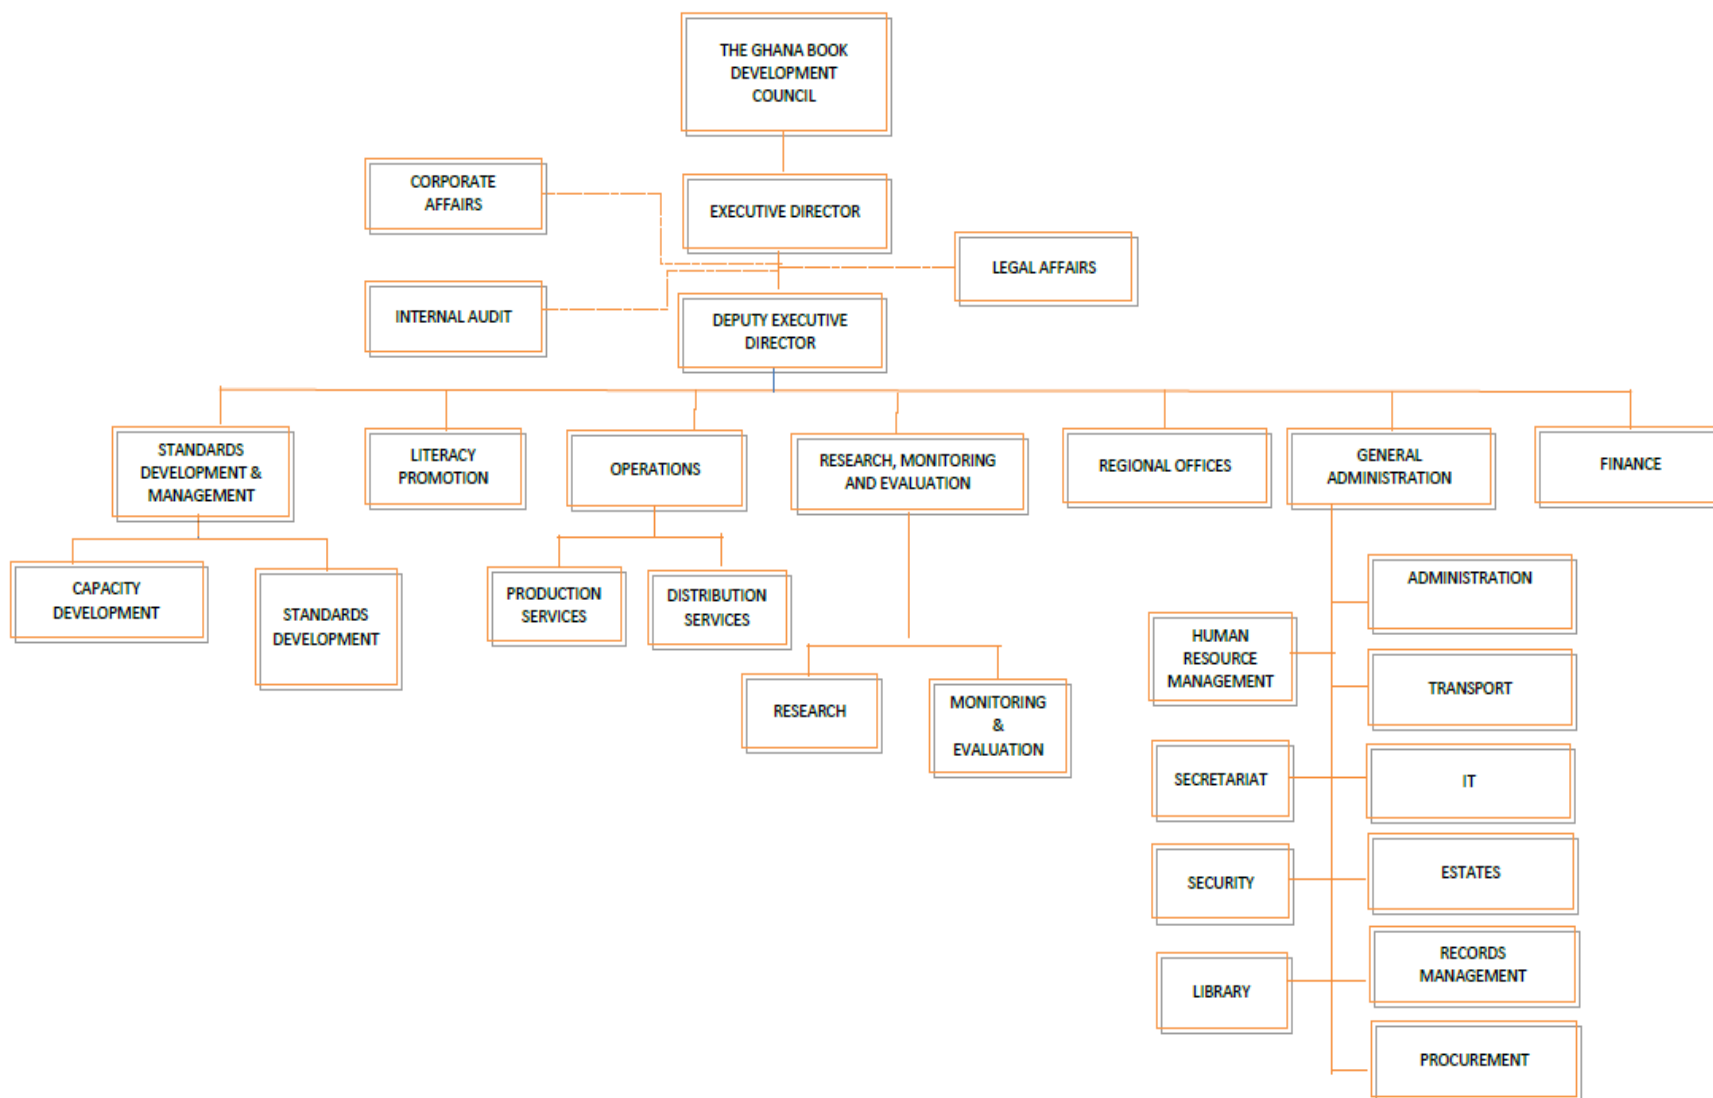 THE GHANA BOOK
DEVELOPMENT
COUNCIL
CORPORATE
AFFAIRS
EXECUTIVE DIRECTOR
LEGAL AFFAIRS
INTERNAL AUDIT
DEPUTY EXECUTIVE
DIRECTOR
STANDARDS
DEVELOPMENT &
MANAGEMENT
LITERACY
PROMOTION
OPERATIONS
RESEARCH, MONITORING
AND EVALUATION
REGIONAL OFFICES
GENERAL
ADMINISTRATION
FINANCE
CAPACITY
DEVELOPMENT
STANDARDS
DEVELOPMENT
PRODUCTION
SERVICES
DISTRIBUTION
SERVICES
RESEARCH
MONITORING
&
EVALUATION
ADMINISTRATION
HUMAN
RESOURCE
MANAGEMENT
TRANSPORT
SECRETARIAT
IT
SECURITY
ESTATES
LIBRARY
RECORDS
MANAGEMENT
PROCUREMENT